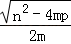 √(n² − 4mp)
2m